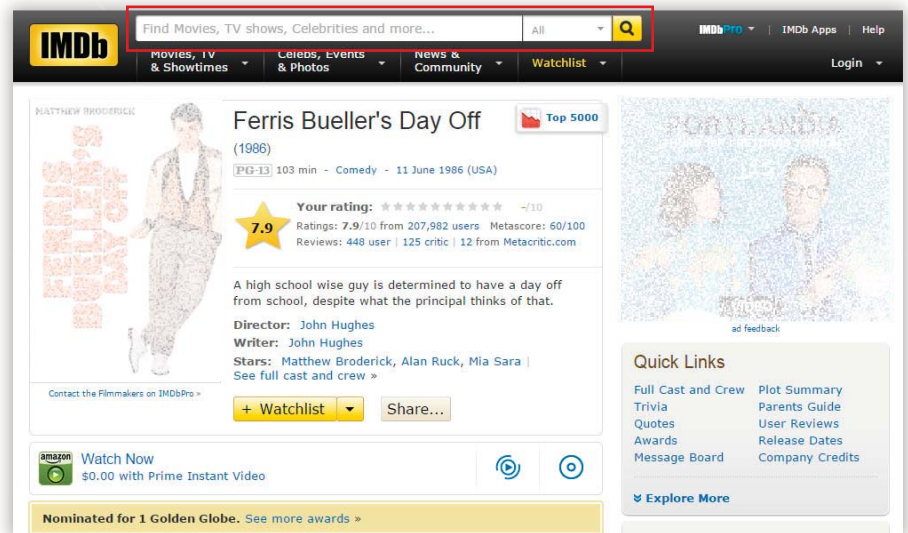 IMDb
Find Movies, TV shows, Celebrities and more...
All
IMDbPro | IMDb Apps | Help
Movies, TV & Showtimes
Celebs, Events & Photos
News & Community
Watchlist
Login
MATTHEW BRODERICK
FERRIS BUELLER'S DAY OFF
Contact the Filmmakers on IMDbPro »
Ferris Bueller's Day Off
Top 5000
(1986)
PG-13 103 min - Comedy - 11 June 1986 (USA)
7.9
Your rating: -/10
Ratings: 7.9/10 from 207,982 users Metascore: 60/100
Reviews: 448 user | 125 critic | 12 from Metacritic.com
A high school wise guy is determined to have a day off
from school, despite what the principal thinks of that.
Director: John Hughes
Writer: John Hughes
Stars: Matthew Broderick, Alan Ruck, Mia Sara |
See full cast and crew »
+ Watchlist
Share...
amazon
Watch Now
$0.00 with Prime Instant Video
Nominated for 1 Golden Globe. See more awards »
PORTLANDIA
ad feedback
Quick Links
Full Cast and Crew
Trivia
Quotes
Awards
Message Board
Plot Summary
Parents Guide
User Reviews
Release Dates
Company Credits
Explore More